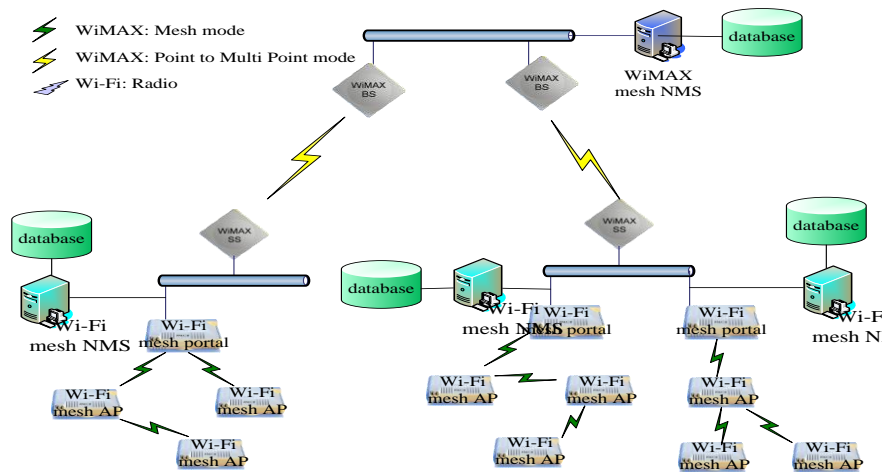 WiMAX: Mesh mode
WiMAX: Point to Multi Point mode
Wi-Fi: Radio
WiMAX
BS
WiMAX
BS
WiMAX
mesh NMS
database
WiMAX
SS
WiMAX
SS
database
Wi-Fi
mesh NMS
Wi-Fi
mesh portal
database
Wi-Fi
mesh NMS
Wi-Fi
mesh portal
Wi-Fi
mesh portal
database
Wi-F
mesh N
Wi-Fi
mesh AP
Wi-Fi
mesh AP
Wi-Fi
mesh AP
Wi-Fi
mesh AP
Wi-Fi
mesh AP
Wi-Fi
mesh AP
Wi-Fi
mesh AP
Wi-Fi
mesh AP
Wi-Fi
mesh AP